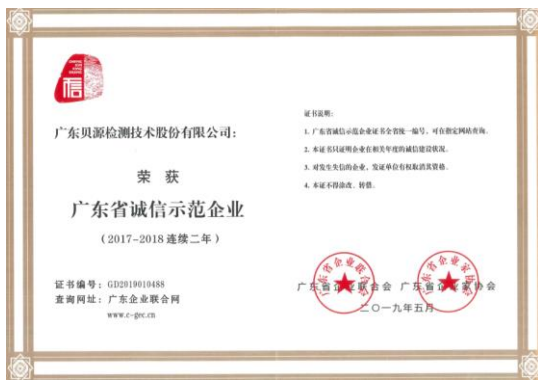 信
广东贝源检测技术股份有限公司：
荣 获
广东省诚信示范企业
（2017-2018 连续二年）
证书编号：GD2019010488
查询网址：广东企业联合网
www.c-gec.cn
证书说明：
1. 广东省诚信示范企业证书全省统一编号，可在指定网站查询。
2. 本证书只证明企业在相关年度的诚信建设状况。
3. 对发生失信的企业，发证单位有权取消其资格。
4. 本证不得涂改、转借。
广东省企业联合会 广东省企业家协会
二〇一九年五月